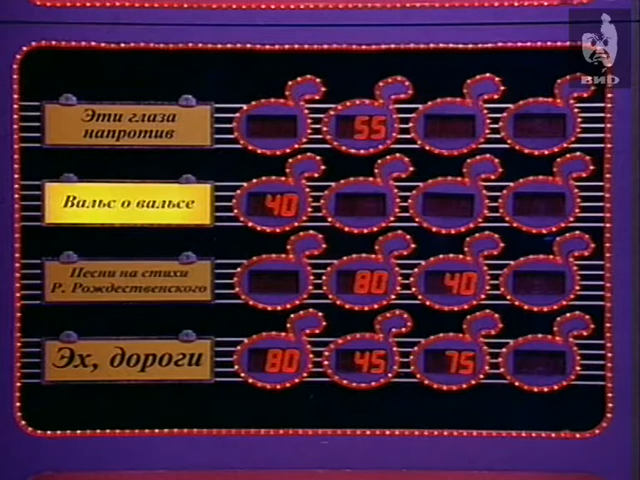 ВИD
Эти глаза
напротив
55
Вальс о вальсе
40
Песни на стихи
Р. Рождественского
80 40
Эх, дороги
80 45 75